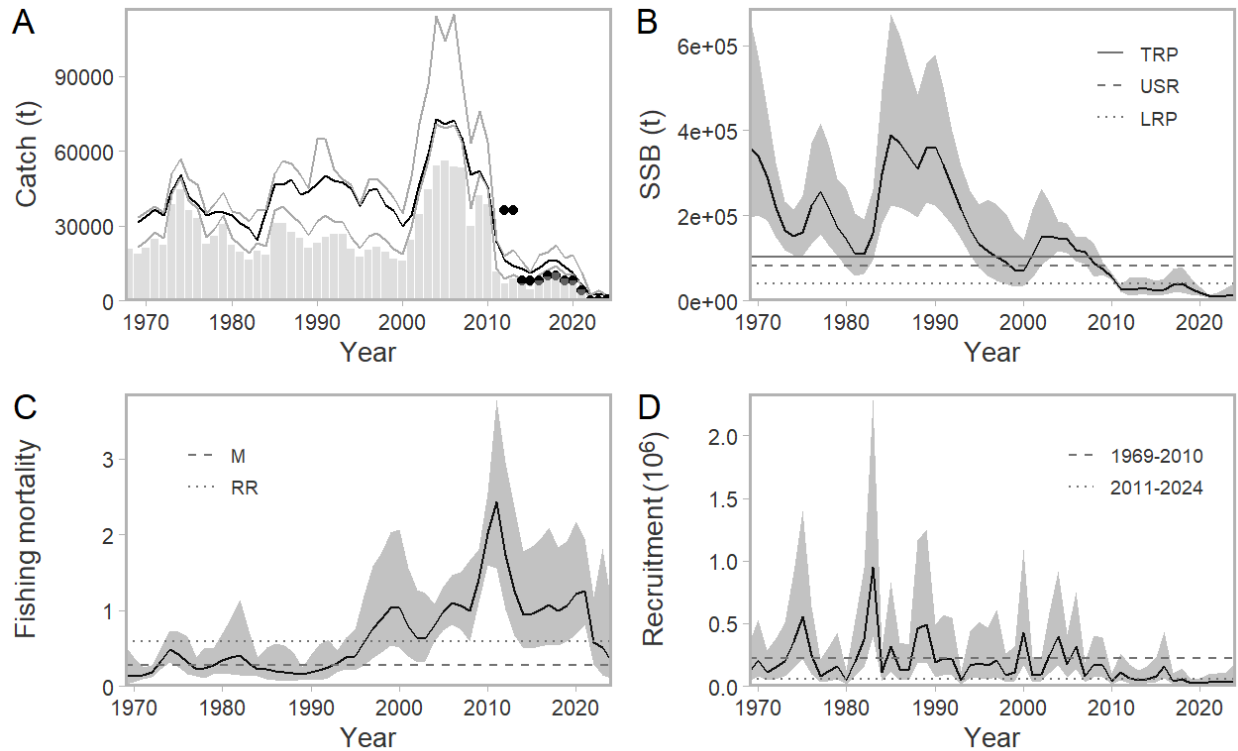 A
Catch (t)
90000
60000
30000
0
1970
1980
1990
2000
2010
2020
Year
B
SSB (t)
6e+05
4e+05
2e+05
0e+00
TRP
USR
LRP
1970
1980
1990
2000
2010
2020
Year
C
Fishing mortality
3
2
1
0
M
RR
1970
1980
1990
2000
2010
2020
Year
D
Recruitment (10⁶)
2.0
1.5
1.0
0.5
0.0
1969-2010
2011-2024
1970
1980
1990
2000
2010
2020
Year